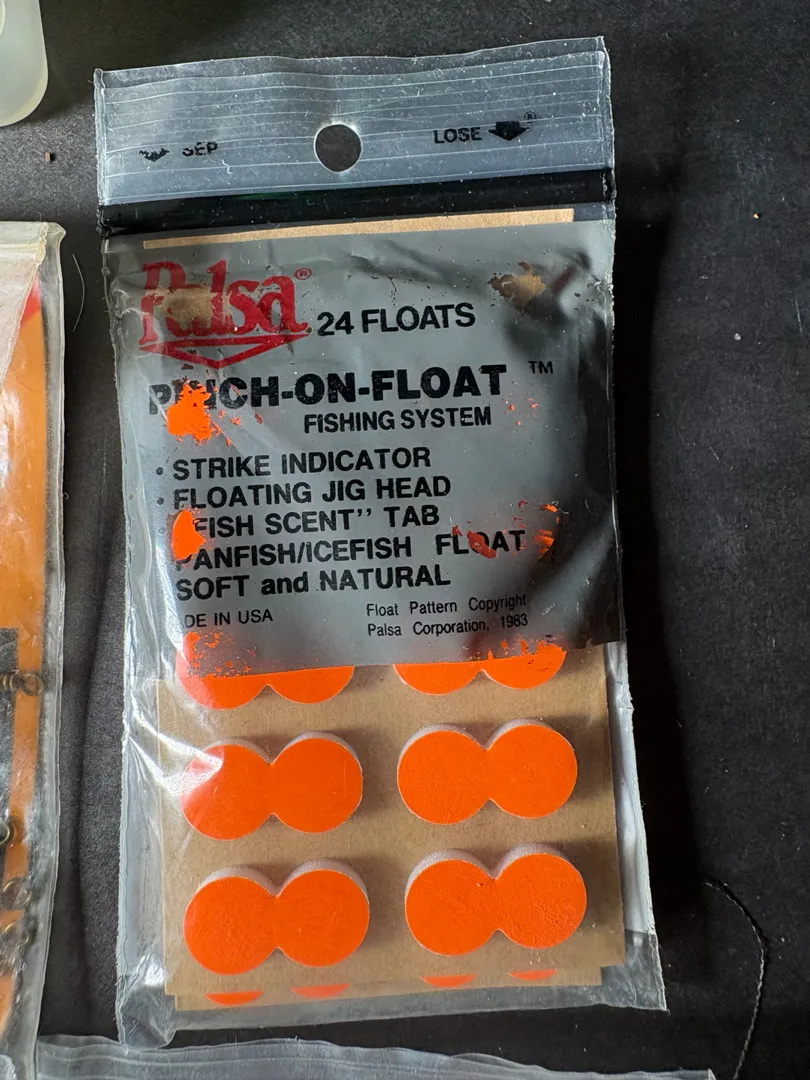 SEP
LOSE ®
Palsa® 24 FLOATS
PINCH-ON-FLOAT ™
FISHING SYSTEM
• STRIKE INDICATOR
• FLOATING JIG HEAD
"FISH SCENT" TAB
PANFISH/ICEFISH FLOAT
SOFT and NATURAL
DE IN USA
Float Pattern Copyright
Palsa Corporation, 1983